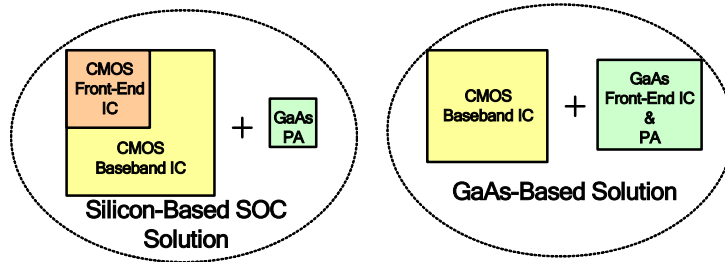 CMOS
Front-End
IC
CMOS
Baseband IC
+
GaAs
PA
Silicon-Based SOC
Solution
CMOS
Baseband IC
+
GaAs
Front-End IC
&
PA
GaAs-Based Solution